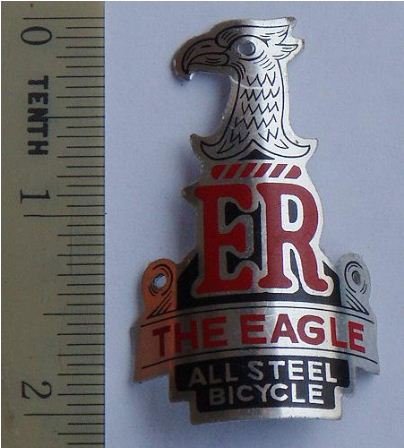 0
TENTH
1
2
ER
THE EAGLE
ALL STEEL
BICYCLE